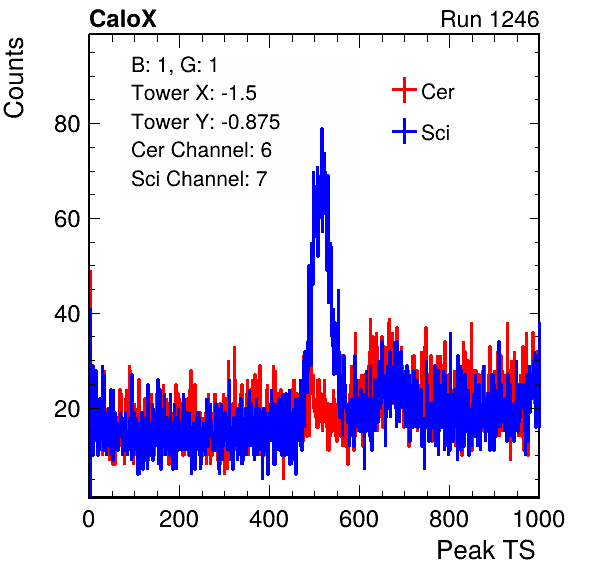 CaloX Run 1246
Counts
B: 1, G: 1
Tower X: -1.5
Tower Y: -0.875
Cer Channel: 6
Sci Channel: 7
Cer
Sci
80
60
40
20
0 200 400 600 800 1000
Peak TS